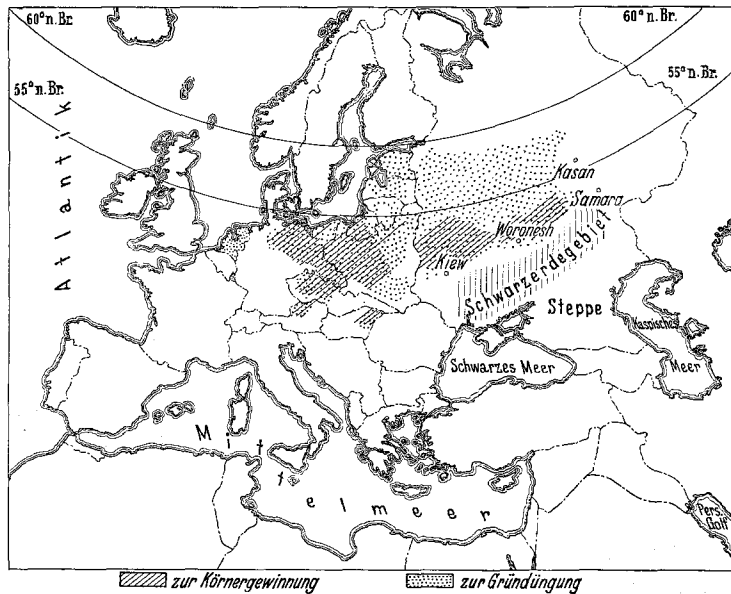 60° n. Br.
60° n. Br.
55° n. Br.
55° n. Br.
Atlantik
Kasan
Samara
Woronesh
Kiew
Schwarzerdegebiet
Steppe
Kaspisches
Meer
Schwarzes Meer
Mittelmeer
Pers.
Golf
zur Körnergewinnung
zur Gründüngung